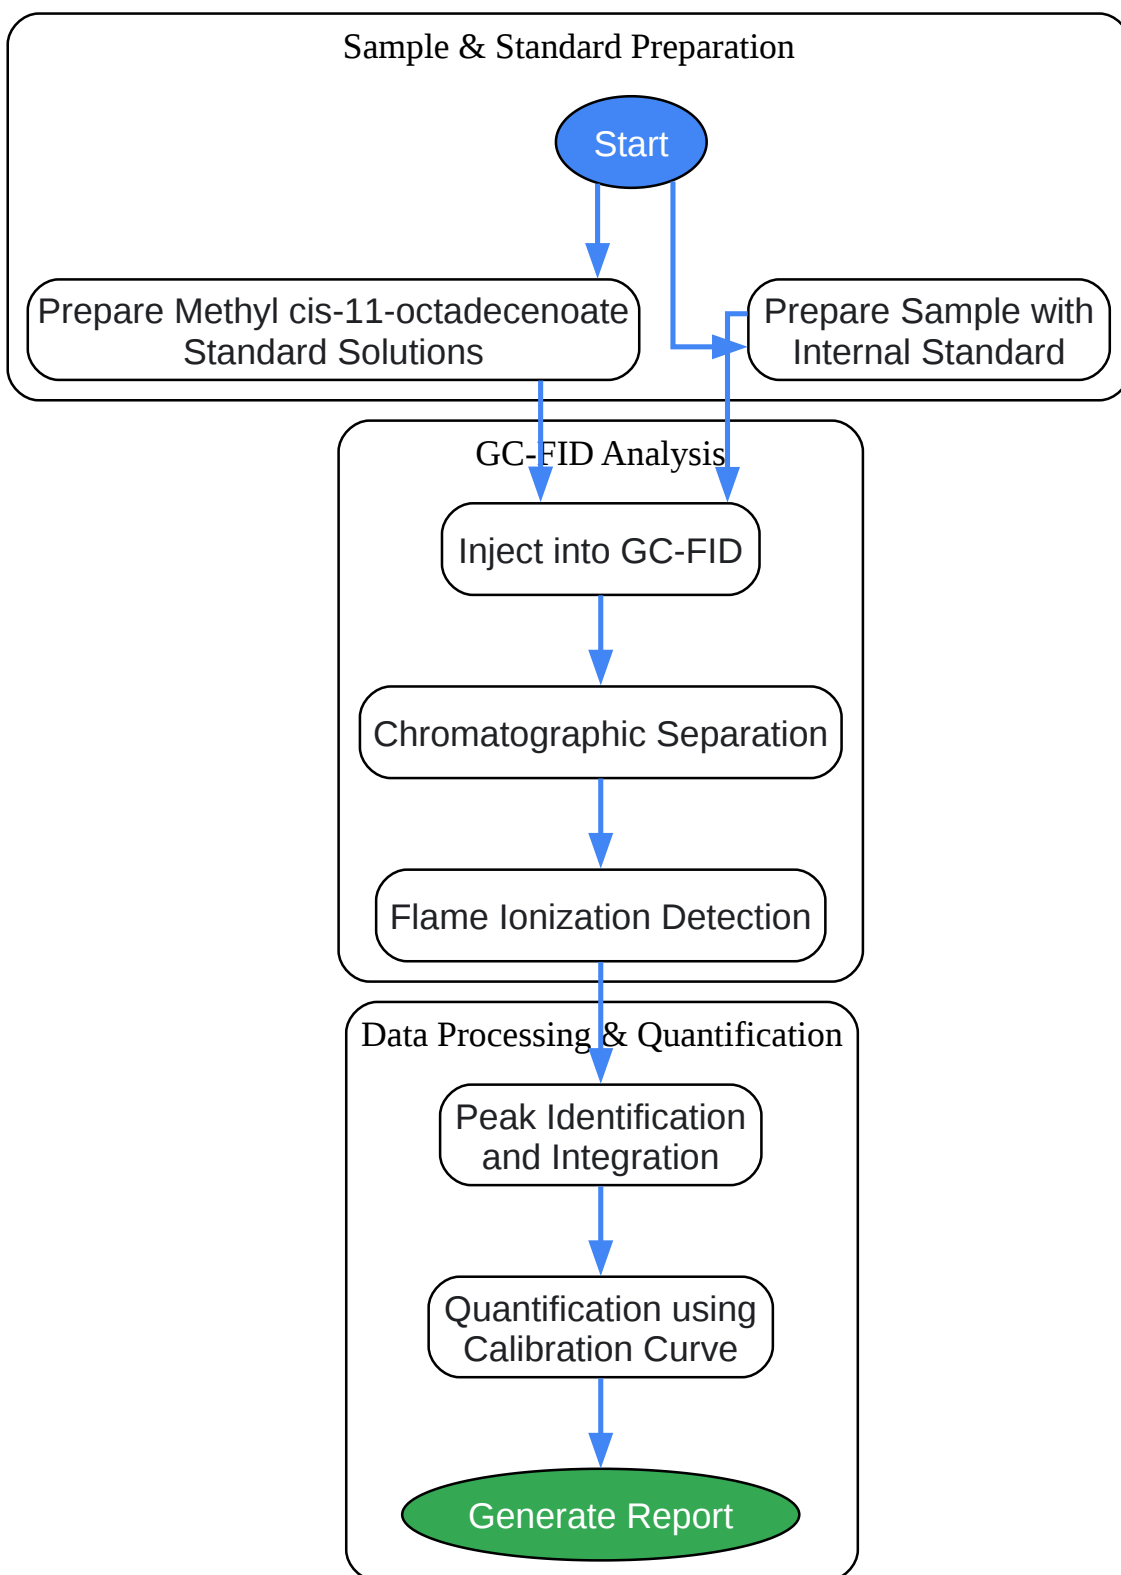 Sample & Standard Preparation
Start
Prepare Methyl cis-11-octadecenoate
Standard Solutions
Prepare Sample with
Internal Standard
GC-FID Analysis
Inject into GC-FID
Chromatographic Separation
Flame Ionization Detection
Data Processing & Quantification
Peak Identification
and Integration
Quantification using
Calibration Curve
Generate Report